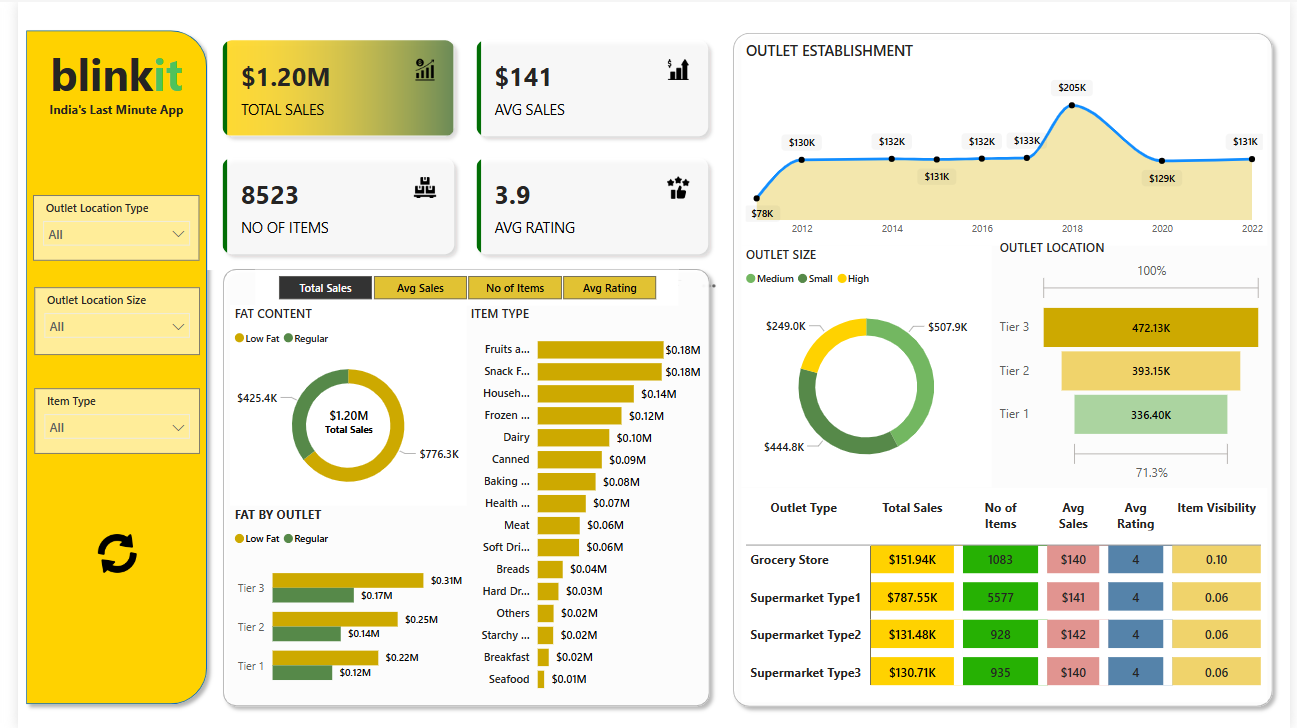 blinkit
India's Last Minute App
Outlet Location Type
All
Outlet Location Size
All
Item Type
All
$1.20M
TOTAL SALES
$141
AVG SALES
8523
NO OF ITEMS
3.9
AVG RATING
Total Sales Avg Sales No of Items Avg Rating
FAT CONTENT
Low Fat Regular
$425.4K
$1.20M
Total Sales
$776.3K
FAT BY OUTLET
Low Fat Regular
Tier 3 $0.31M
$0.17M
Tier 2 $0.25M
$0.14M
Tier 1 $0.22M
$0.12M
ITEM TYPE
Fruits a... $0.18M
Snack F... $0.18M
Househ... $0.14M
Frozen ... $0.12M
Dairy $0.10M
Canned $0.09M
Baking ... $0.08M
Health ... $0.07M
Meat $0.06M
Soft Dri... $0.06M
Breads $0.04M
Hard Dr... $0.03M
Others $0.02M
Starchy ... $0.02M
Breakfast $0.02M
Seafood $0.01M
OUTLET ESTABLISHMENT
$78K $130K $132K $131K $132K $133K $205K $129K $131K
2012 2014 2016 2018 2020 2022
OUTLET SIZE
Medium Small High
$249.0K $507.9K
$444.8K
OUTLET LOCATION
100%
Tier 3 472.13K
Tier 2 393.15K
Tier 1 336.40K
71.3%
Outlet Type Total Sales No of Items Avg Sales Avg Rating Item Visibility
Grocery Store $151.94K 1083 $140 4 0.10
Supermarket Type1 $787.55K 5577 $141 4 0.06
Supermarket Type2 $131.48K 928 $142 4 0.06
Supermarket Type3 $130.71K 935 $140 4 0.06